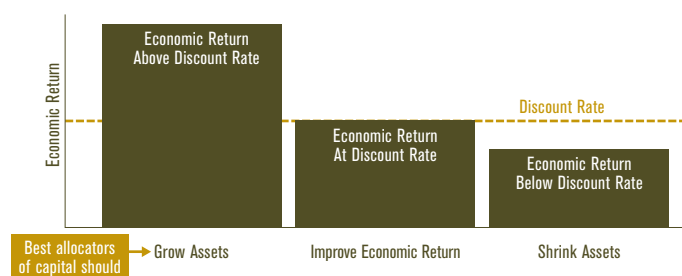 Economic Return
Economic Return
Above Discount Rate
Discount Rate
Economic Return
At Discount Rate
Economic Return
Below Discount Rate
Best allocators
of capital should
Grow Assets
Improve Economic Return
Shrink Assets